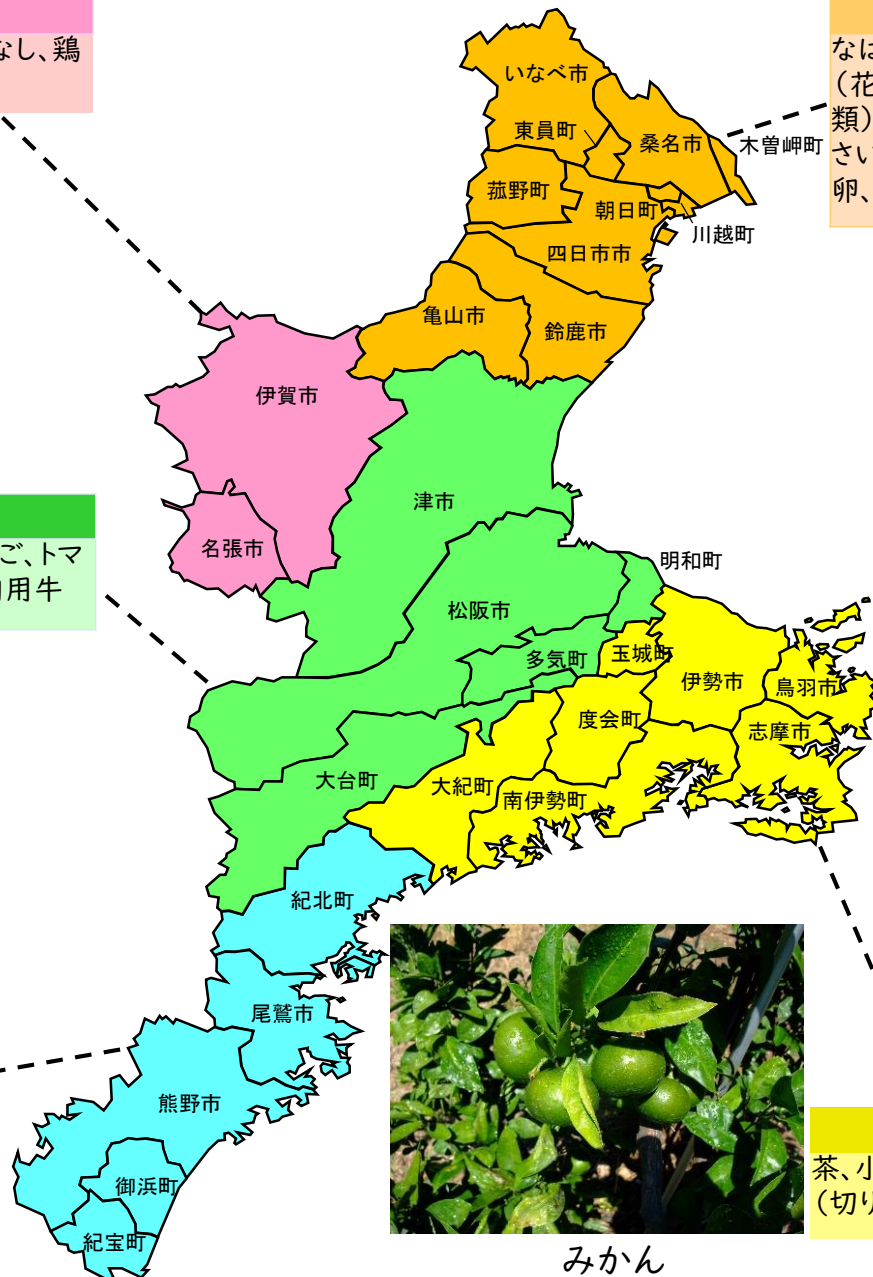 なし、鶏
なは
(花
類)
さい
卵、
いなべ市
東員町
桑名市
木曽岬町
菰野町
朝日町
川越町
四日市市
亀山市
鈴鹿市
伊賀市
津市
名張市
ご、トマ
用牛
明和町
松阪市
多気町
玉城町
伊勢市
鳥羽市
度会町
志摩市
大台町
大紀町
南伊勢町
紀北町
尾鷲市
熊野市
御浜町
紀宝町
茶、小
(切り
みかん